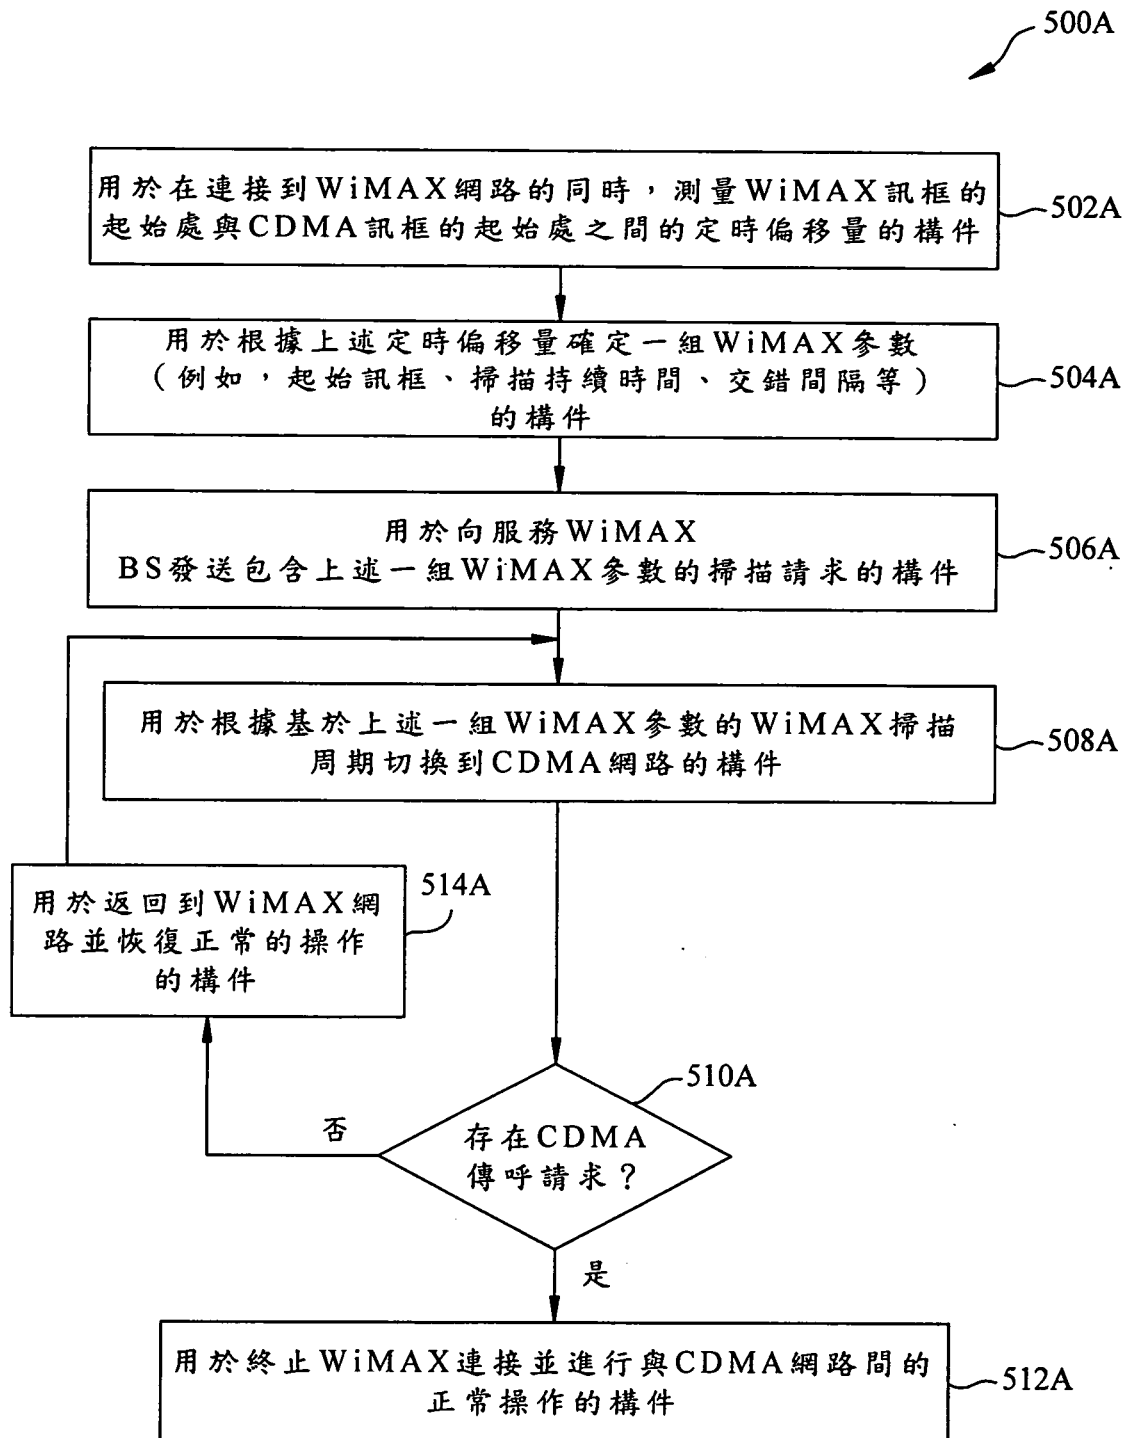 500A
用於在連接到WiMAX網路的同時，測量WiMAX訊框的
起始處與CDMA訊框的起始處之間的定時偏移量的構件
502A
用於根據上述定時偏移量確定一組WiMAX參數
(例如，起始訊框、掃描持續時間、交錯間隔等)
的構件
504A
用於向服務WiMAX
BS發送包含上述一組WiMAX參數的掃描請求的構件
506A
用於根據基於上述一組WiMAX參數的WiMAX掃描
周期切換到CDMA網路的構件
508A
用於返回到WiMAX網
路並恢復正常的操作
的構件
514A
510A
存在CDMA
傳呼請求？
否
是
用於終止WiMAX連接並進行與CDMA網路間的
正常操作的構件
512A